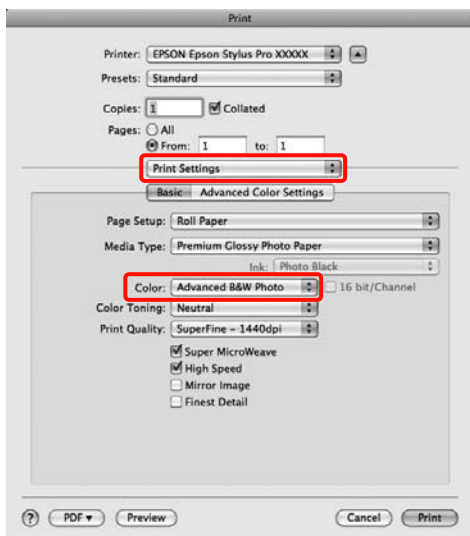 Print
Printer: EPSON Epson Stylus Pro XXXXX
Presets: Standard
Copies: 1 Collated
Pages: All
From: 1 to: 1
Print Settings
Basic Advanced Color Settings
Page Setup: Roll Paper
Media Type: Premium Glossy Photo Paper
Ink: Photo Black
Color: Advanced B&W Photo 16 bit/Channel
Color Toning: Neutral
Print Quality: SuperFine – 1440dpi
Super MicroWeave
High Speed
Mirror Image
Finest Detail
? PDF Preview Cancel Print